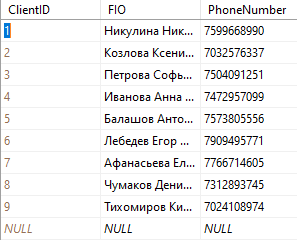 ClientID FIO PhoneNumber
1 Никулина Ник... 7599668990
2 Козлова Ксени... 7032576337
3 Петрова Софь... 7504091251
4 Иванова Анна ... 7472957099
5 Балашов Анто... 7573805556
6 Лебедев Егор ... 7909495771
7 Афанасьева Ел... 7766714605
8 Чумаков Дени... 7312893745
9 Тихомиров Ки... 7024108974
NULL NULL NULL